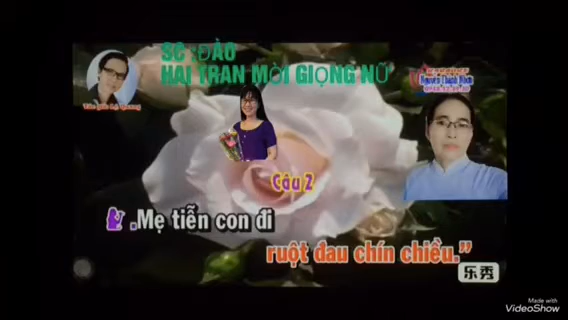 SC :ĐÀO
HAI TRAN MỜI GIỌNG NỮ
Câu 2
.Mẹ tiễn con đi
ruột đau chín chiều.”
乐秀
Made with
VideoShow